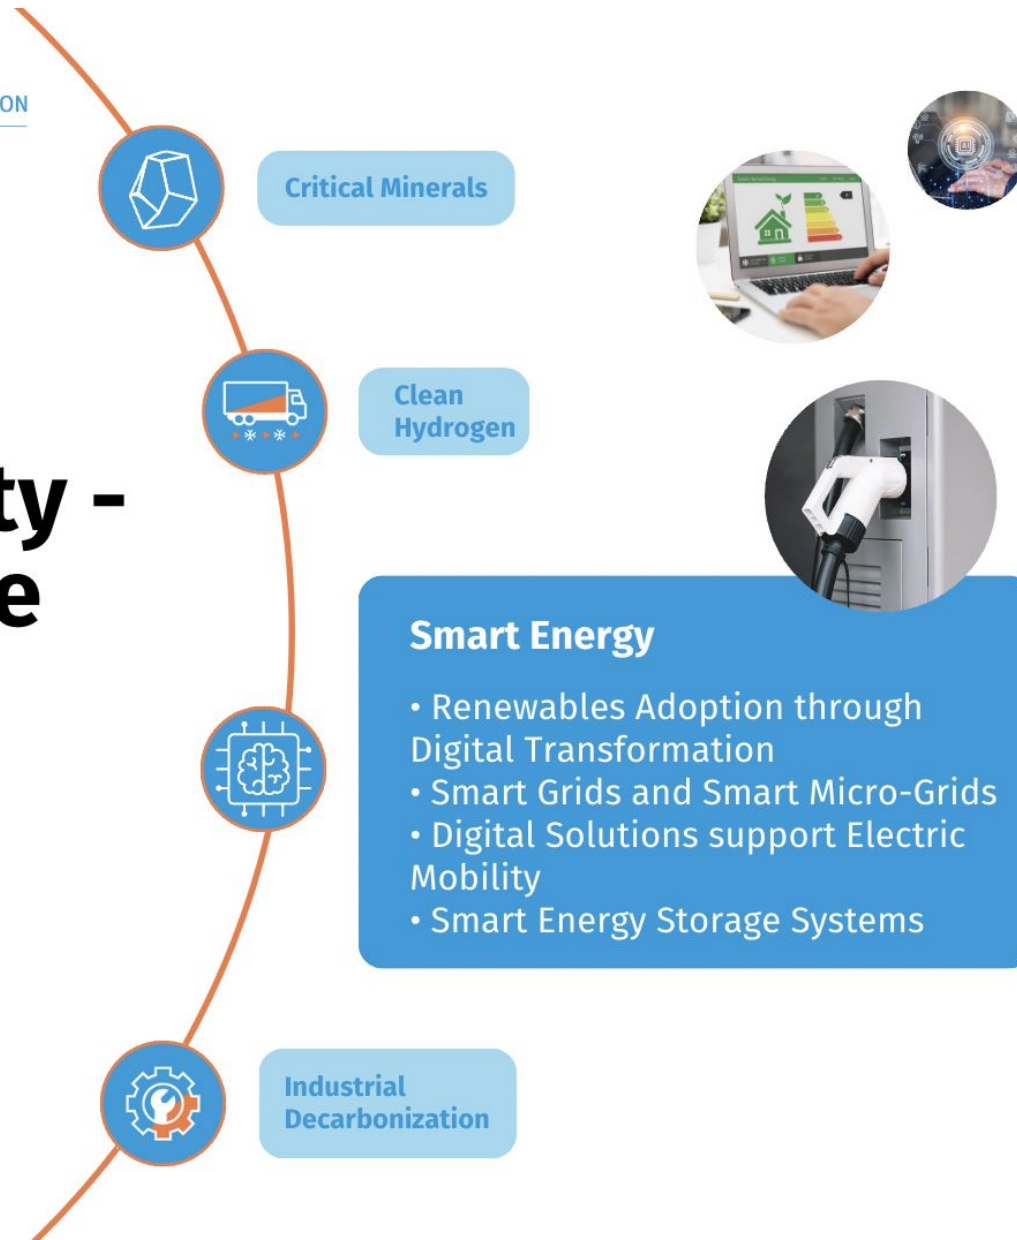 ON
Critical Minerals
Clean
Hydrogen
ty -
e
Smart Energy
• Renewables Adoption through
Digital Transformation
• Smart Grids and Smart Micro-Grids
• Digital Solutions support Electric
Mobility
• Smart Energy Storage Systems
Industrial
Decarbonization